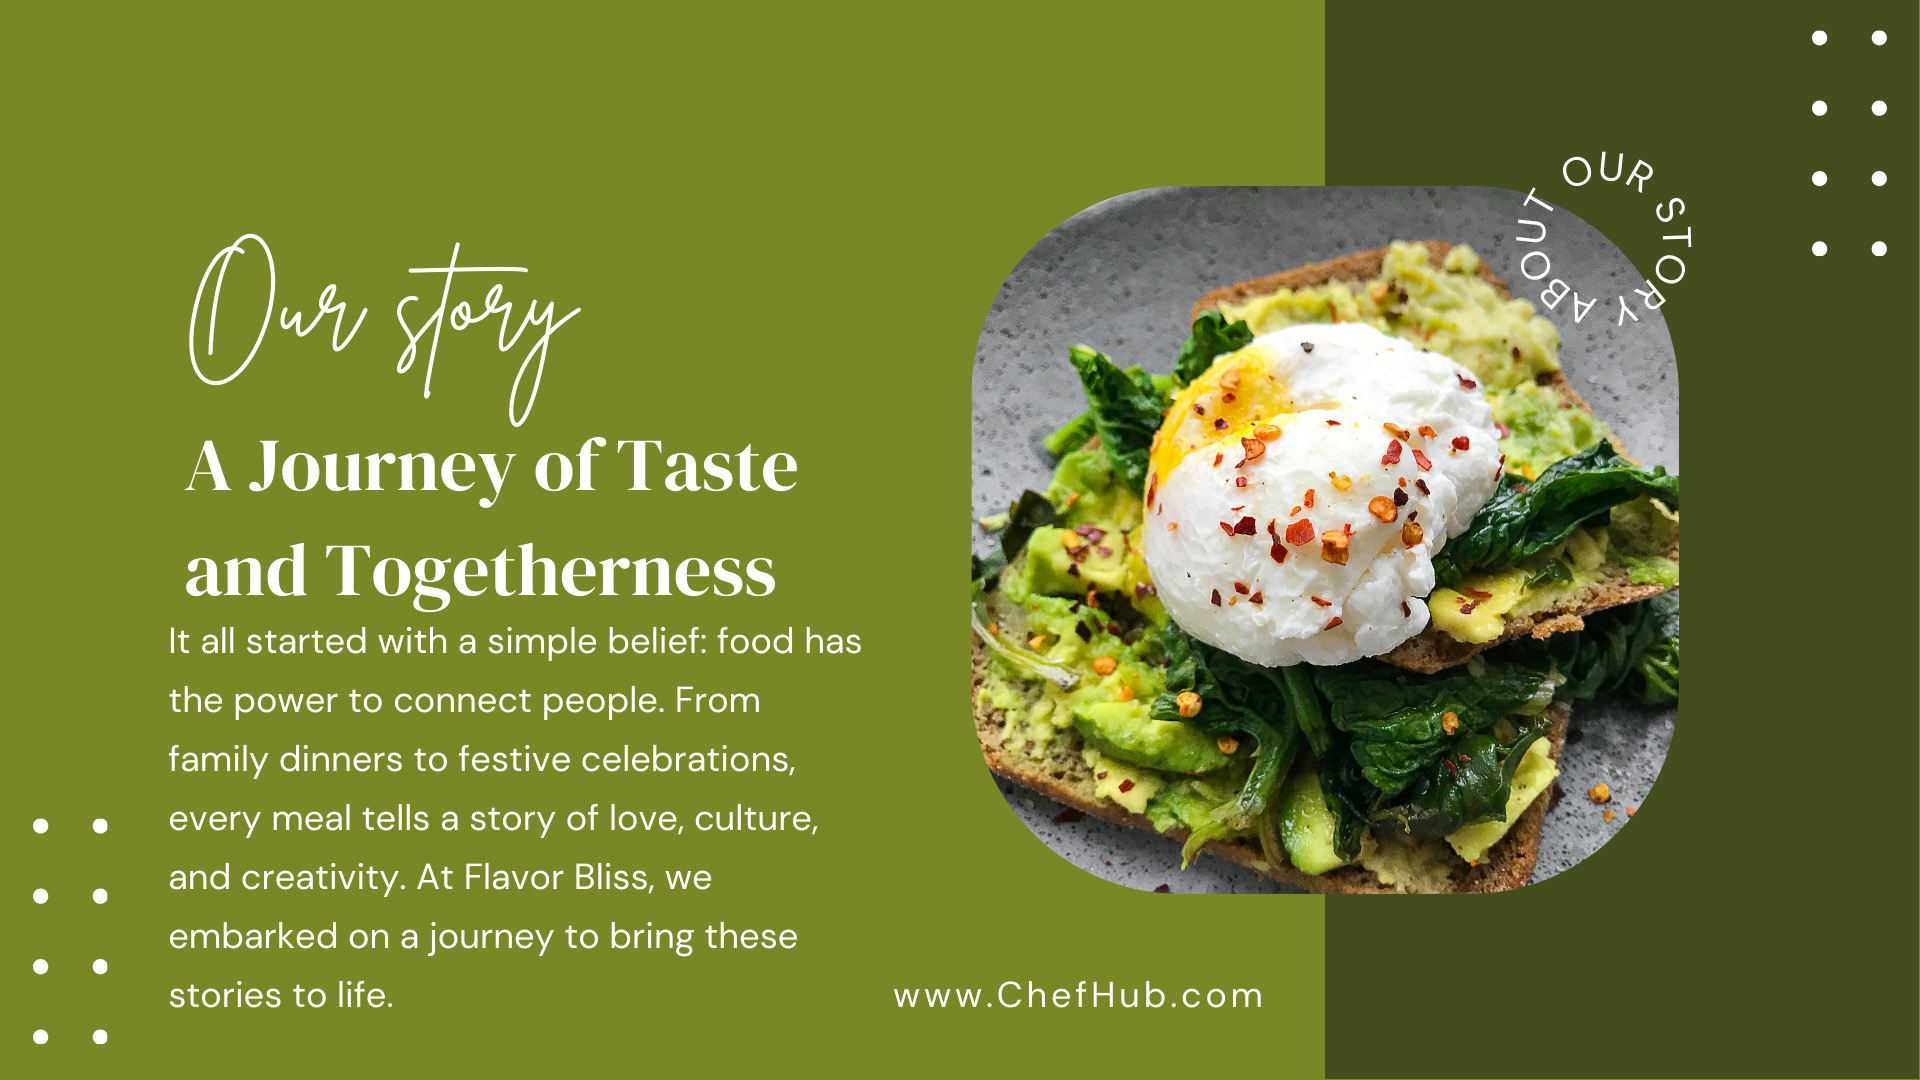 Our story
A Journey of Taste
and Togetherness
It all started with a simple belief: food has
the power to connect people. From
family dinners to festive celebrations,
every meal tells a story of love, culture,
and creativity. At Flavor Bliss, we
embarked on a journey to bring these
stories to life.
ABOUT OUR STORY
www.ChefHub.com